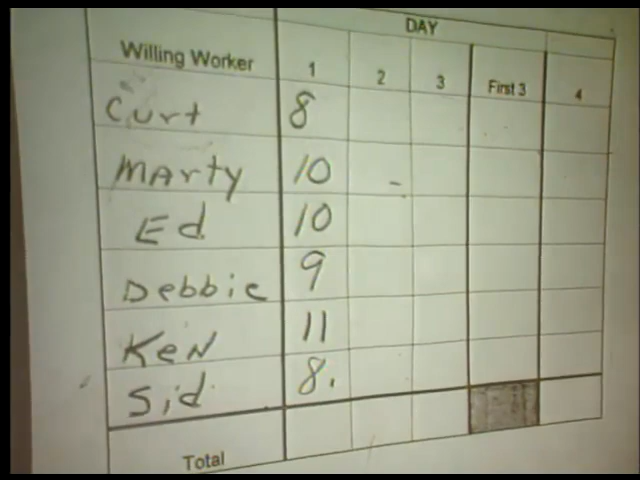 DAY
Willing Worker 1 2 3 First 3 4
Curt 8
Marty 10
Ed 10
Debbie 9
Ken 11
Sid 8.
Total